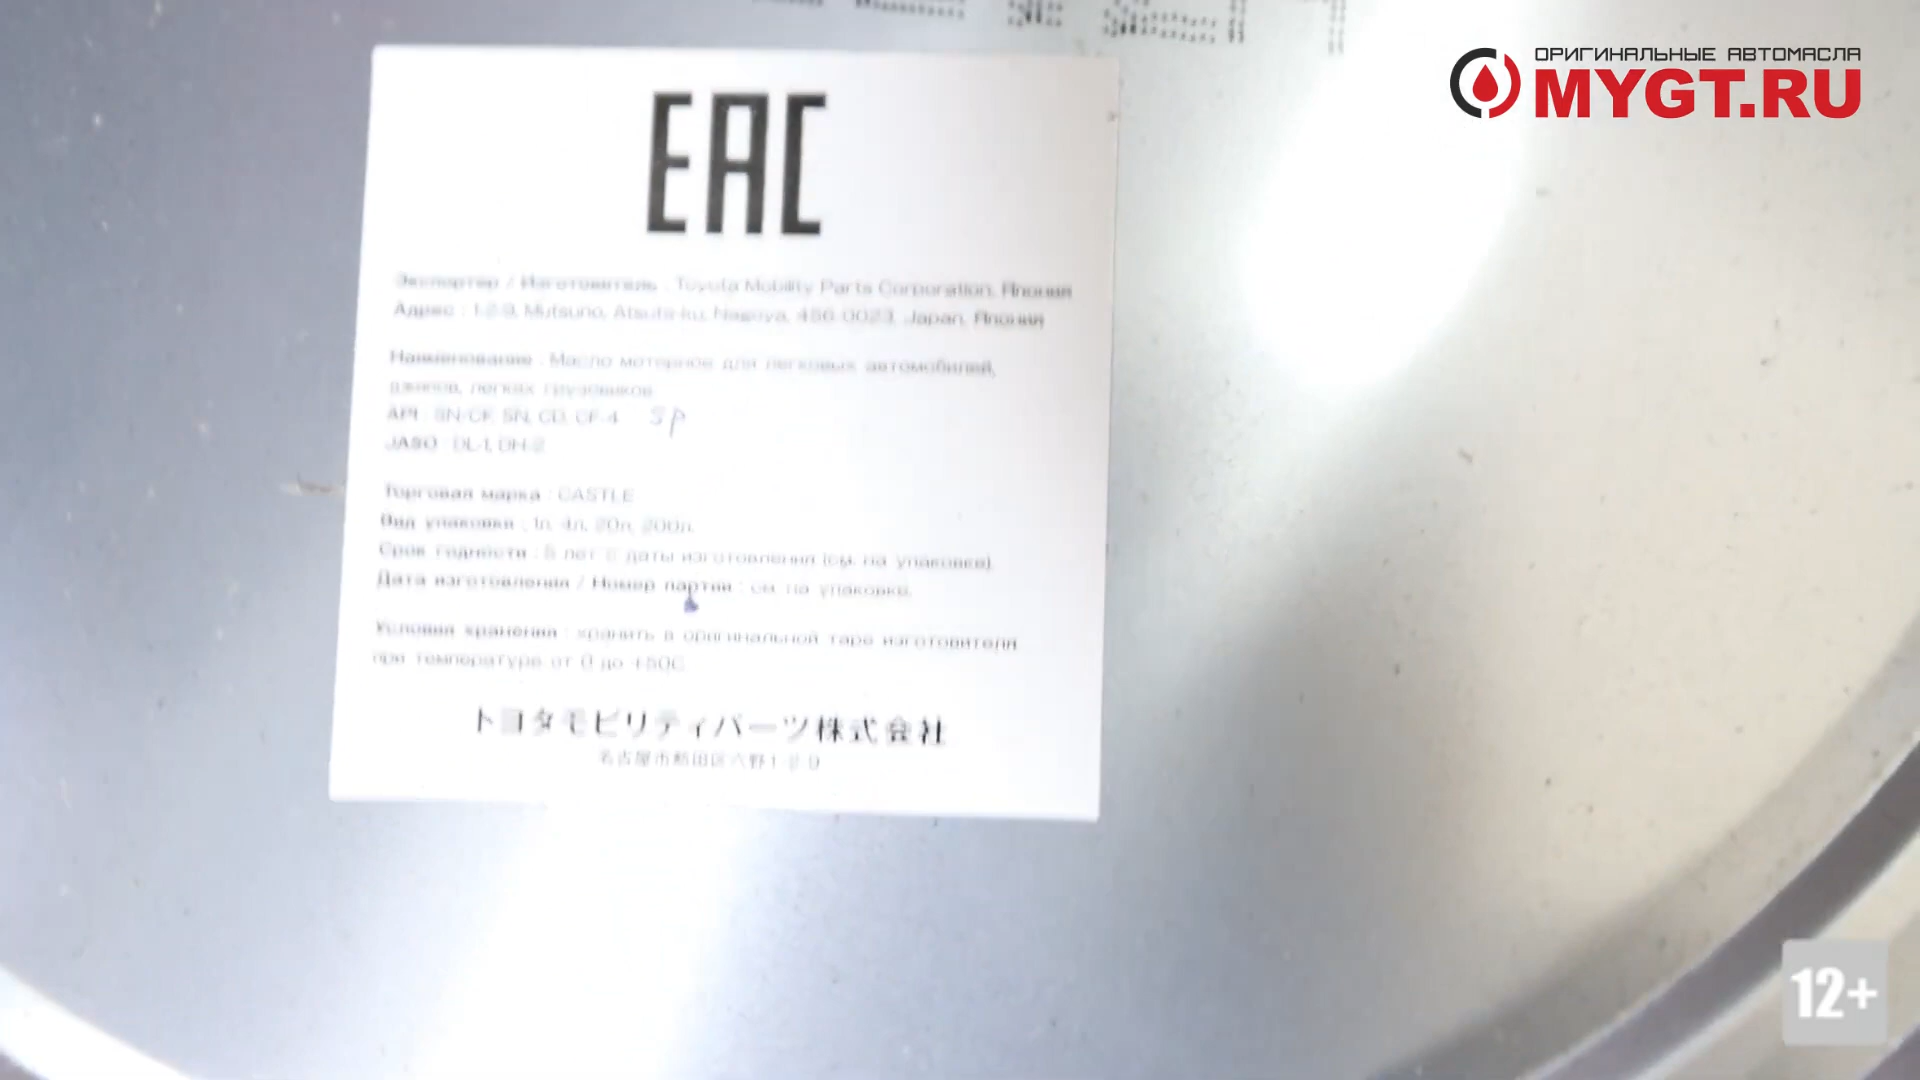 ОРИГИНАЛЬНЫЕ АВТОМАСЛА
MYGT.RU
EAC
Экспортер / Изготовитель : Toyota Mobility Parts Corporation, Япония
Адрес : 1-2-9, Mutsuno, Atsuta-ku, Nagoya, 456-0023, Japan, Япония
Наименование : Масло моторное для легковых автомобилей,
джипов, легких грузовиков
API : SN/CF, SN, CD, CF-4 SP
JASO : DL-1, DH-2
Торговая марка : CASTLE
Вид упаковки : 1л, 4л, 20л, 200л.
Срок годности : 5 лет с даты изготовления (см. на упаковке).
Дата изготовления / Номер партии : см. на упаковке.
Условия хранения : хранить в оригинальной таре изготовителя
при температуре от 0 до +50C
トヨタモビリティパーツ株式会社
名古屋市熱田区六野1-2-9
12+